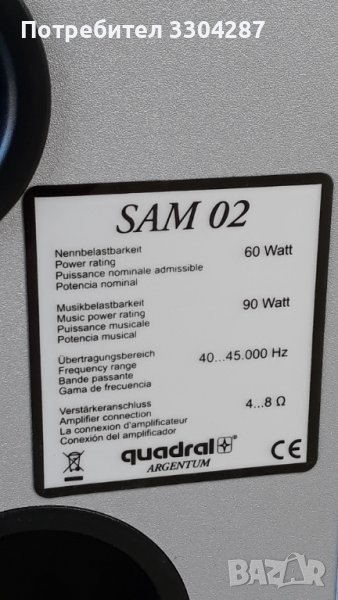 Потребител 3304287
SAM 02
Nennbelastbarkeit
Power rating 60 Watt
Puissance nominale admissible
Potencia nominal
Musikbelastbarkeit
Music power rating 90 Watt
Puissance musicale
Potencia musical
Übertragungsbereich
Frequency range 40...45.000 Hz
Bande passante
Gama de frecuencia
Verstärkeranschluss
Amplifier connection 4...8 Ω
La connexion d'amplificateur
Conexión del amplificador
quadral®
ARGENTUM
CE
BAZAR